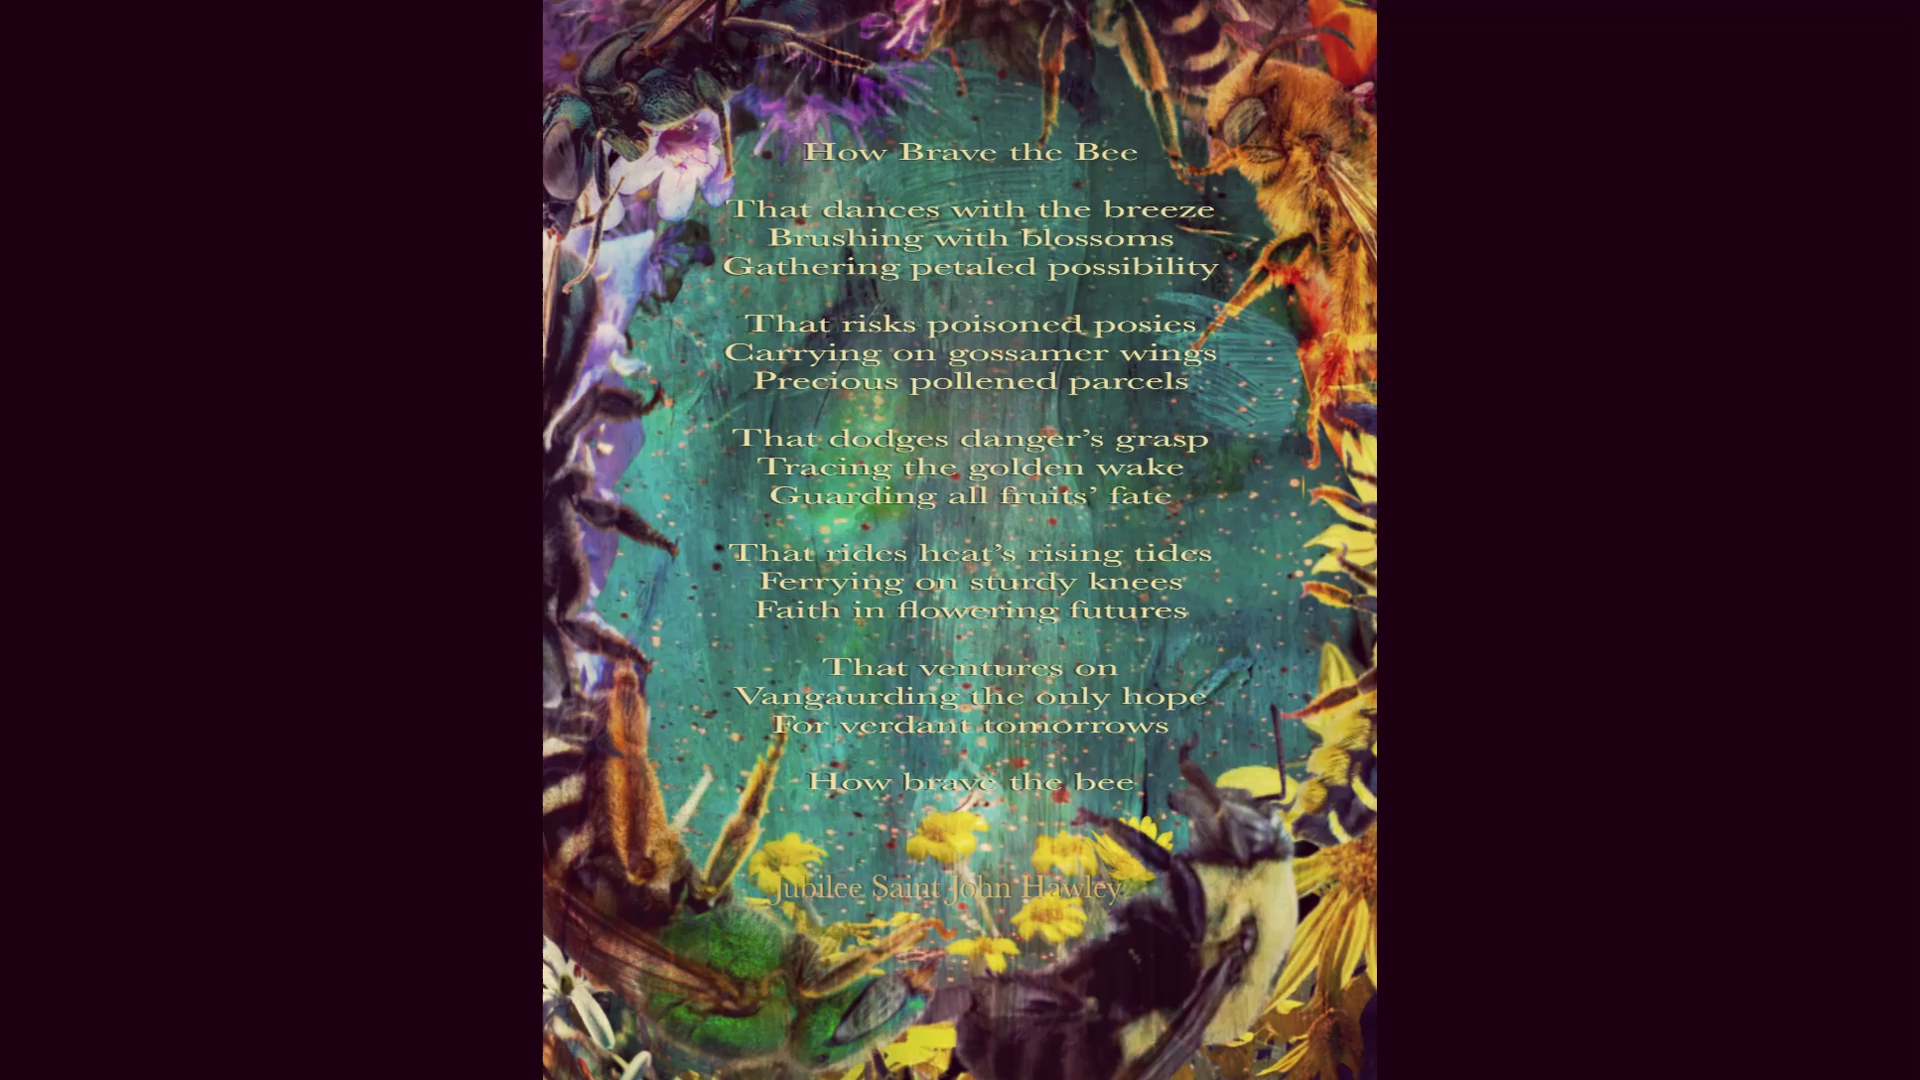 How Brave the Bee
That dances with the breeze
Brushing with blossoms
Gathering petaled possibility
That risks poisoned posies
Carrying on gossamer wings
Precious pollened parcels
That dodges danger’s grasp
Tracing the golden wake
Guarding all fruits’ fate
That rides heat’s rising tides
Ferrying on sturdy knees
Faith in flowering futures
That ventures on
Vangaurding the only hope
For verdant tomorrows
How brave the bee
Jubilee Saint John Hawley